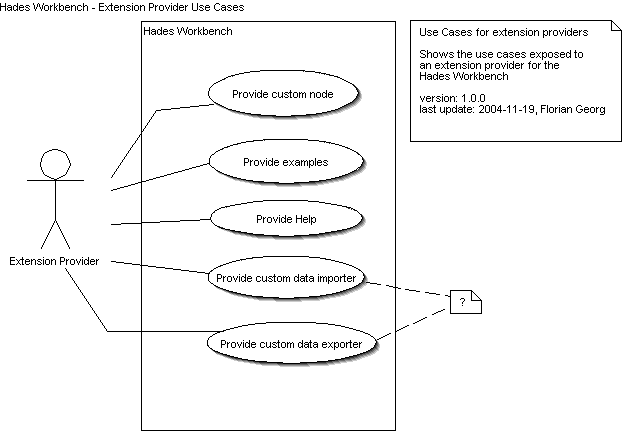 Hades Workbench - Extension Provider Use Cases
Hades Workbench
Use Cases for extension providers
Shows the use cases exposed to
an extension provider for the
Hades Workbench
version: 1.0.0
last update: 2004-11-19, Florian Georg
Provide custom node
Provide examples
Provide Help
Extension Provider
Provide custom data importer
?
Provide custom data exporter